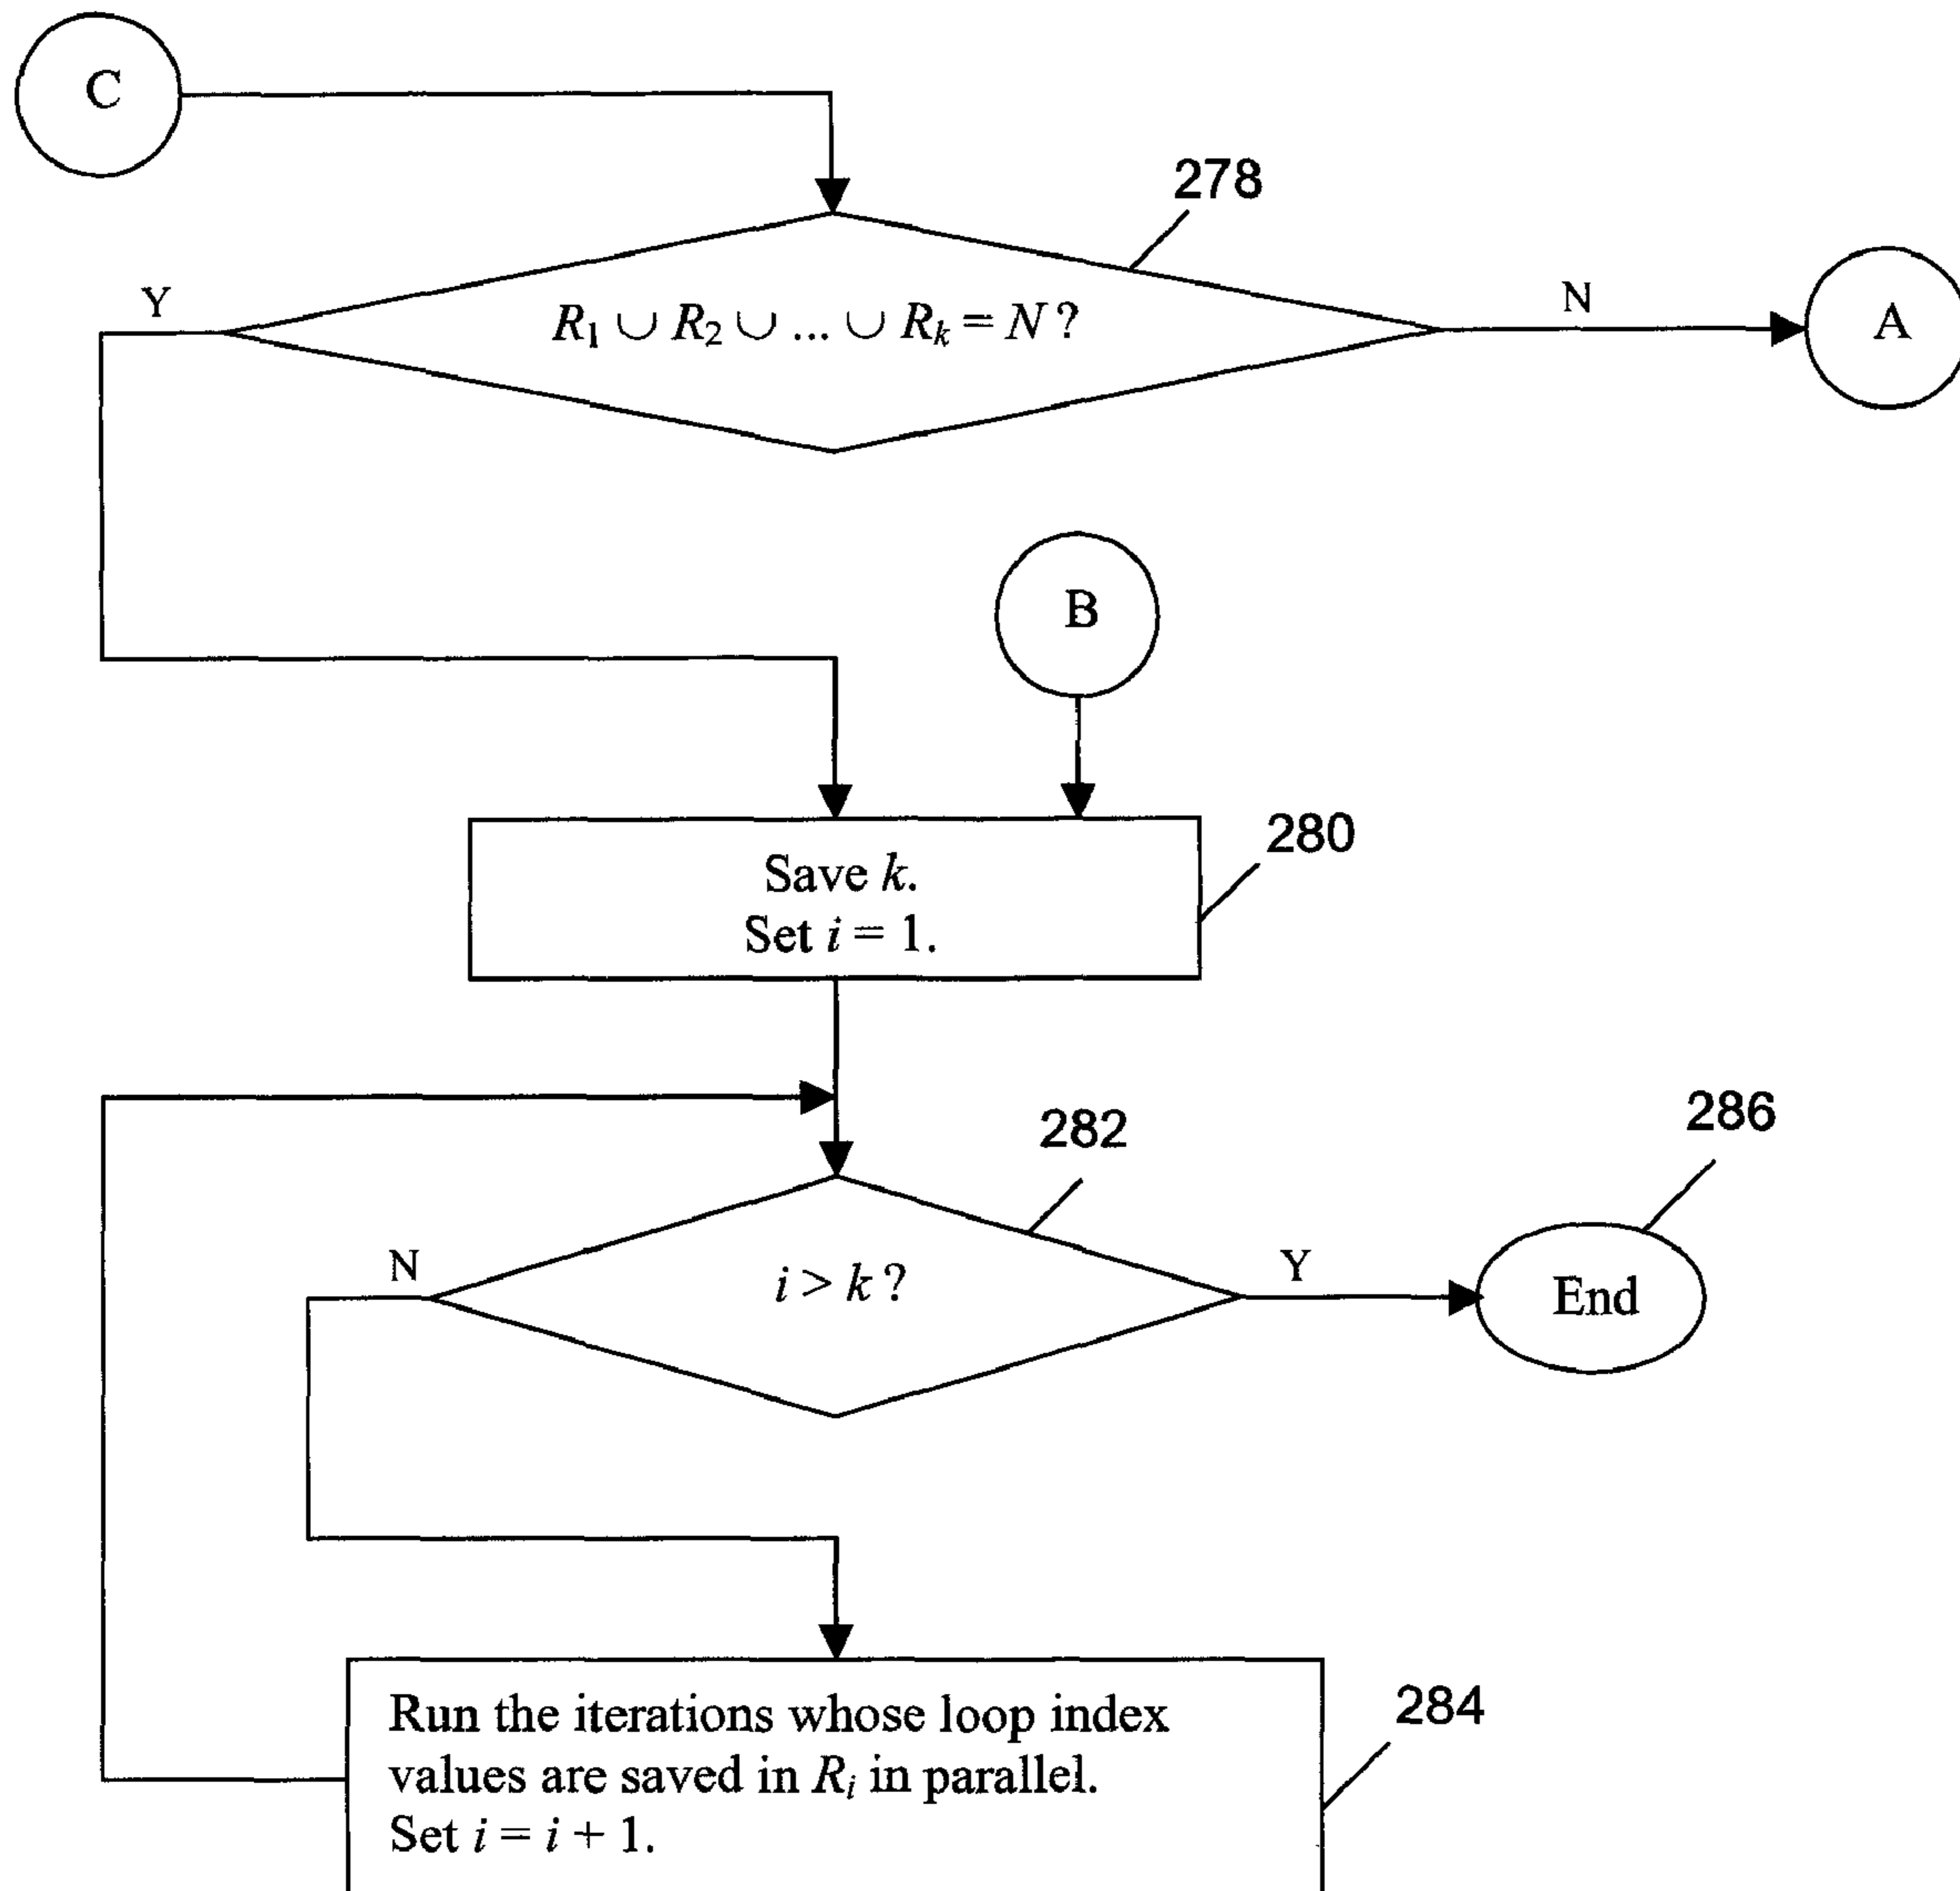 C
278
Y
R₁ ∪ R₂ ∪ ... ∪ Rₖ = N ?
N
A
B
280
Save k.
Set i = 1.
282
286
N
i > k ?
Y
End
284
Run the iterations whose loop index
values are saved in Rᵢ in parallel.
Set i = i + 1.